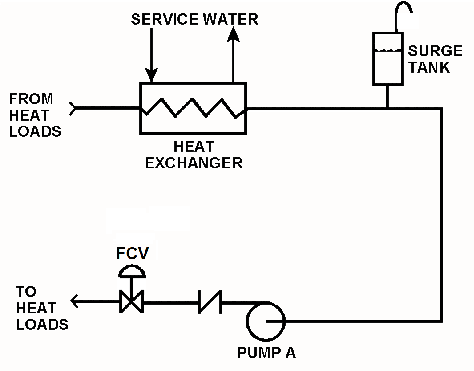 SERVICE WATER
SURGE
TANK
FROM
HEAT
LOADS
HEAT
EXCHANGER
FCV
TO
HEAT
LOADS
PUMP A